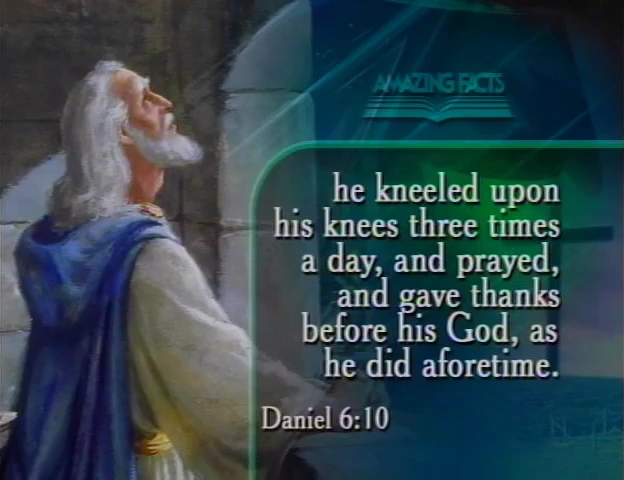 AMAZING FACTS
he kneeled upon
his knees three times
a day, and prayed,
and gave thanks
before his God, as
he did aforetime.
Daniel 6:10